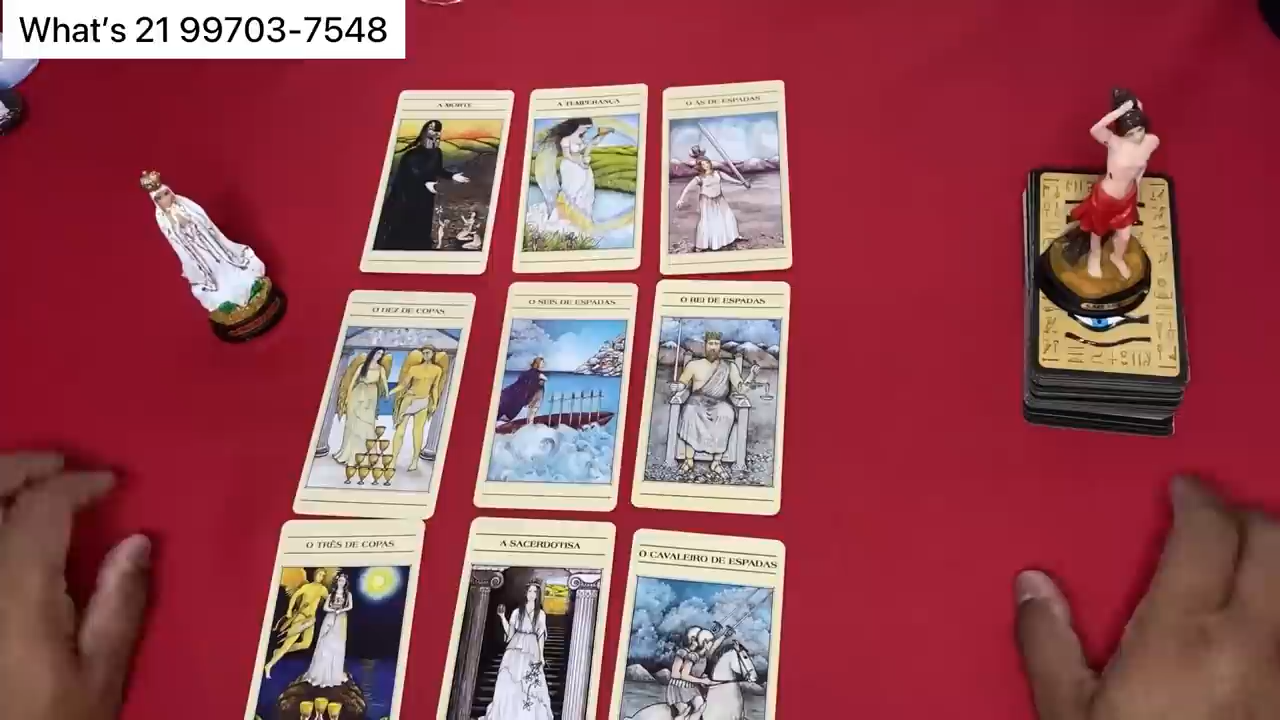 What’s 21 99703-7548
A MORTE
A TEMPERANÇA
O ÁS DE ESPADAS
O DEZ DE COPAS
O SEIS DE ESPADAS
O REI DE ESPADAS
O TRÊS DE COPAS
A SACERDOTISA
O CAVALEIRO DE ESPADAS